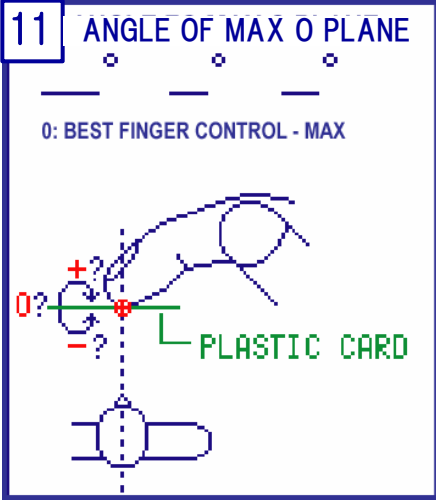 11 ANGLE OF MAX O PLANE
0: BEST FINGER CONTROL - MAX
+?
0?
-?
PLASTIC CARD